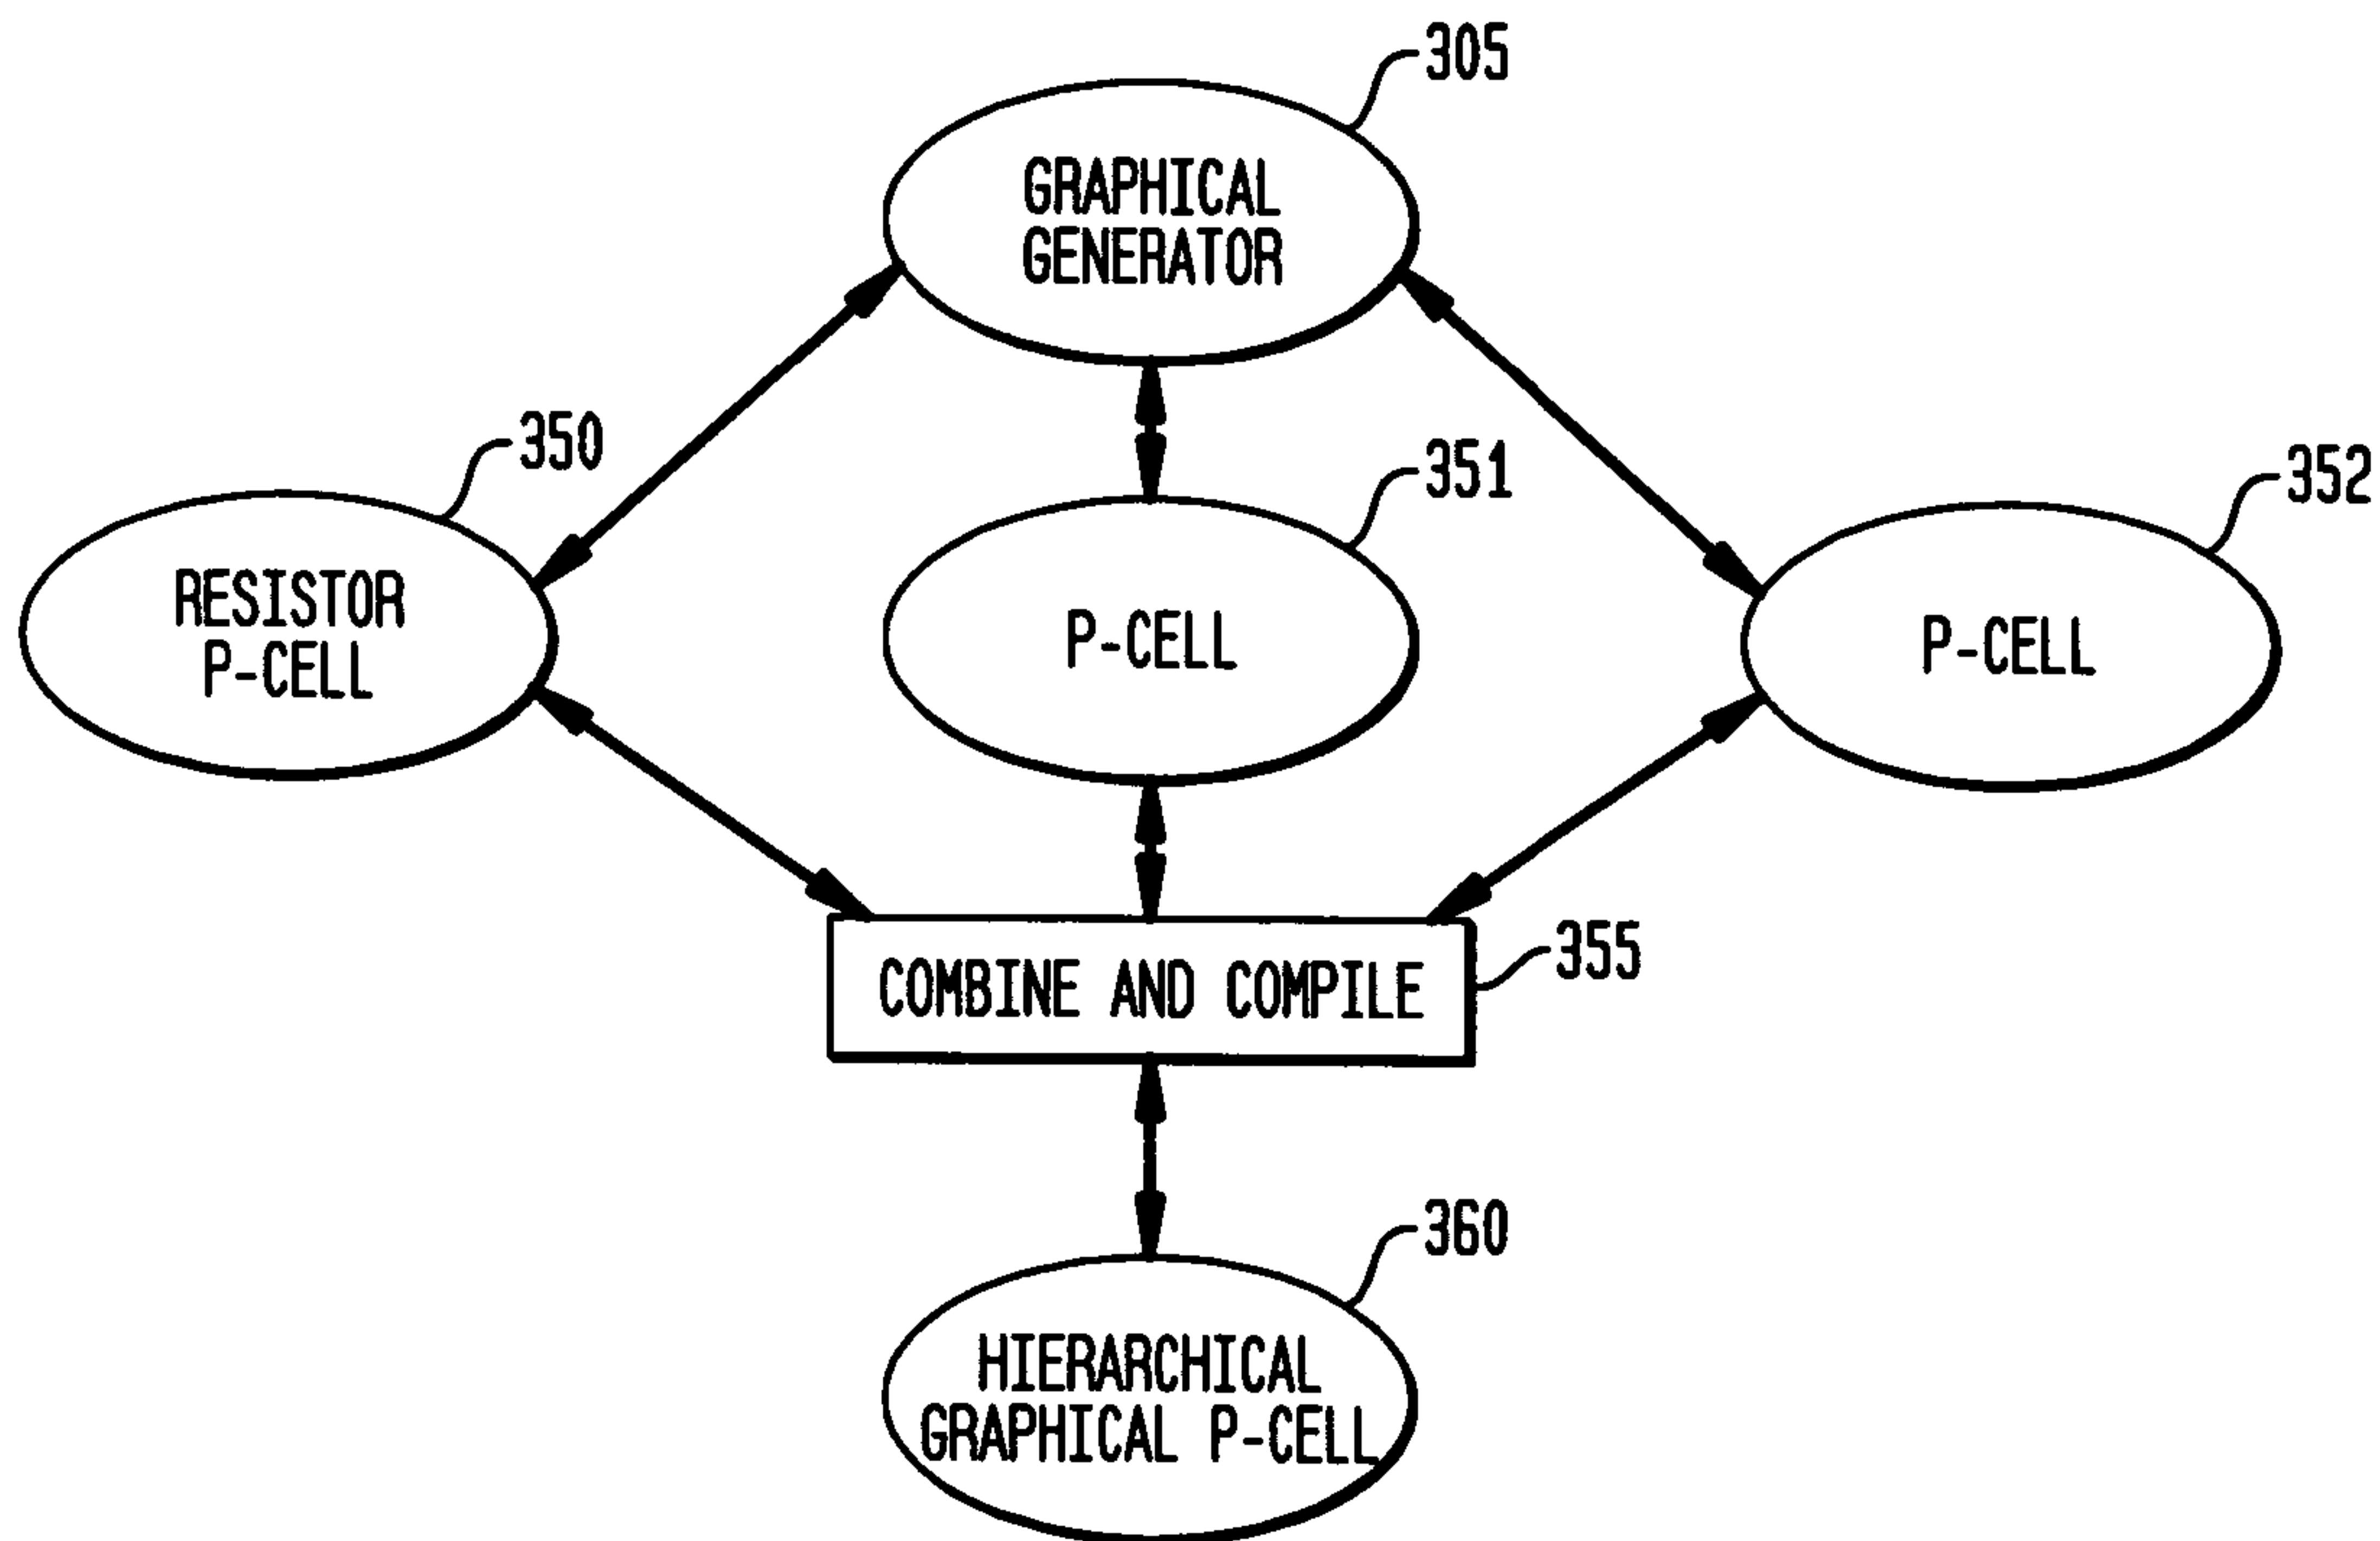 305
GRAPHICAL
GENERATOR
350
351
352
RESISTOR
P-CELL
P-CELL
P-CELL
COMBINE AND COMPILE
355
360
HIERARCHICAL
GRAPHICAL P-CELL